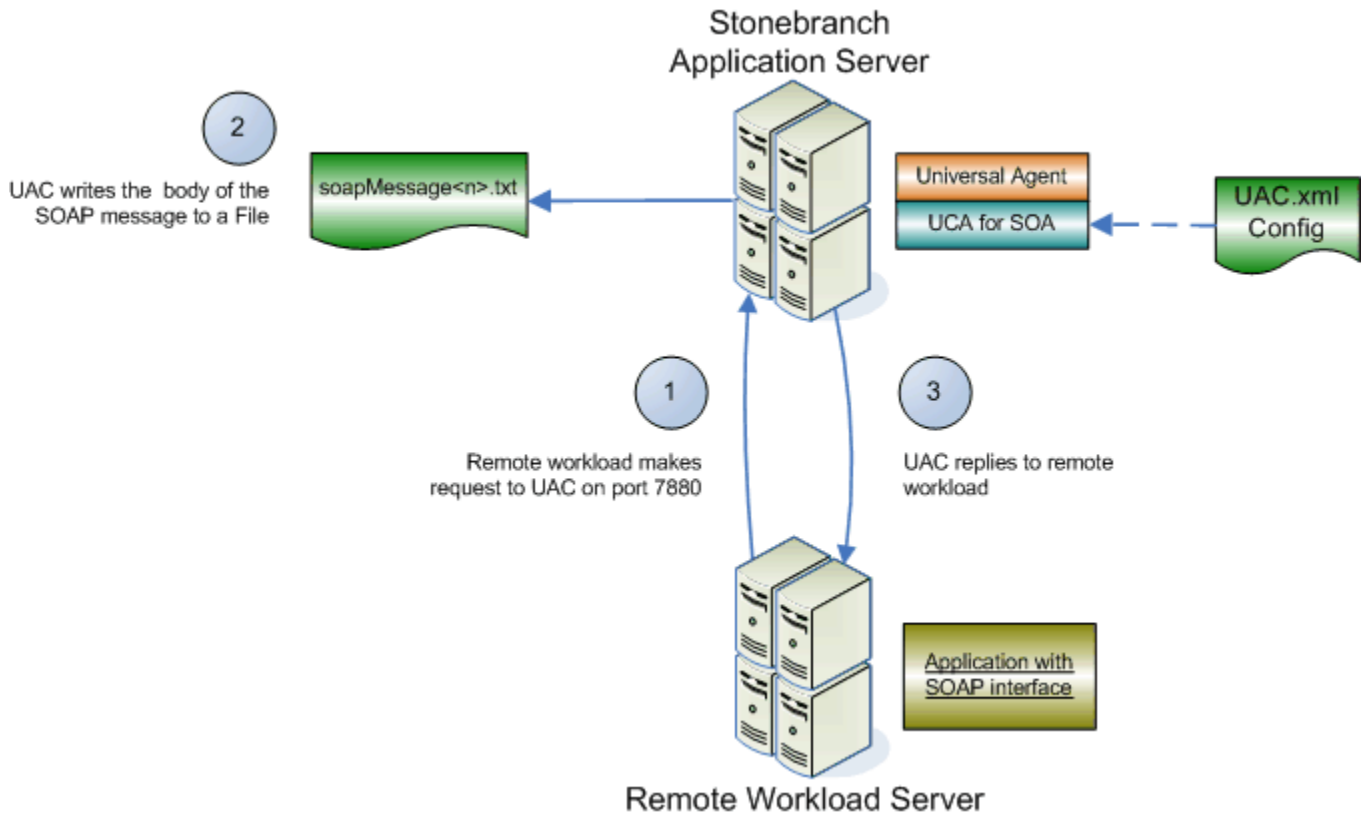 Stonebranch
Application Server
2
UAC writes the body of the
SOAP message to a File
soapMessage<n>.txt
Universal Agent
UCA for SOA
UAC.xml
Config
1
Remote workload makes
request to UAC on port 7880
3
UAC replies to remote
workload
Application with
SOAP interface
Remote Workload Server